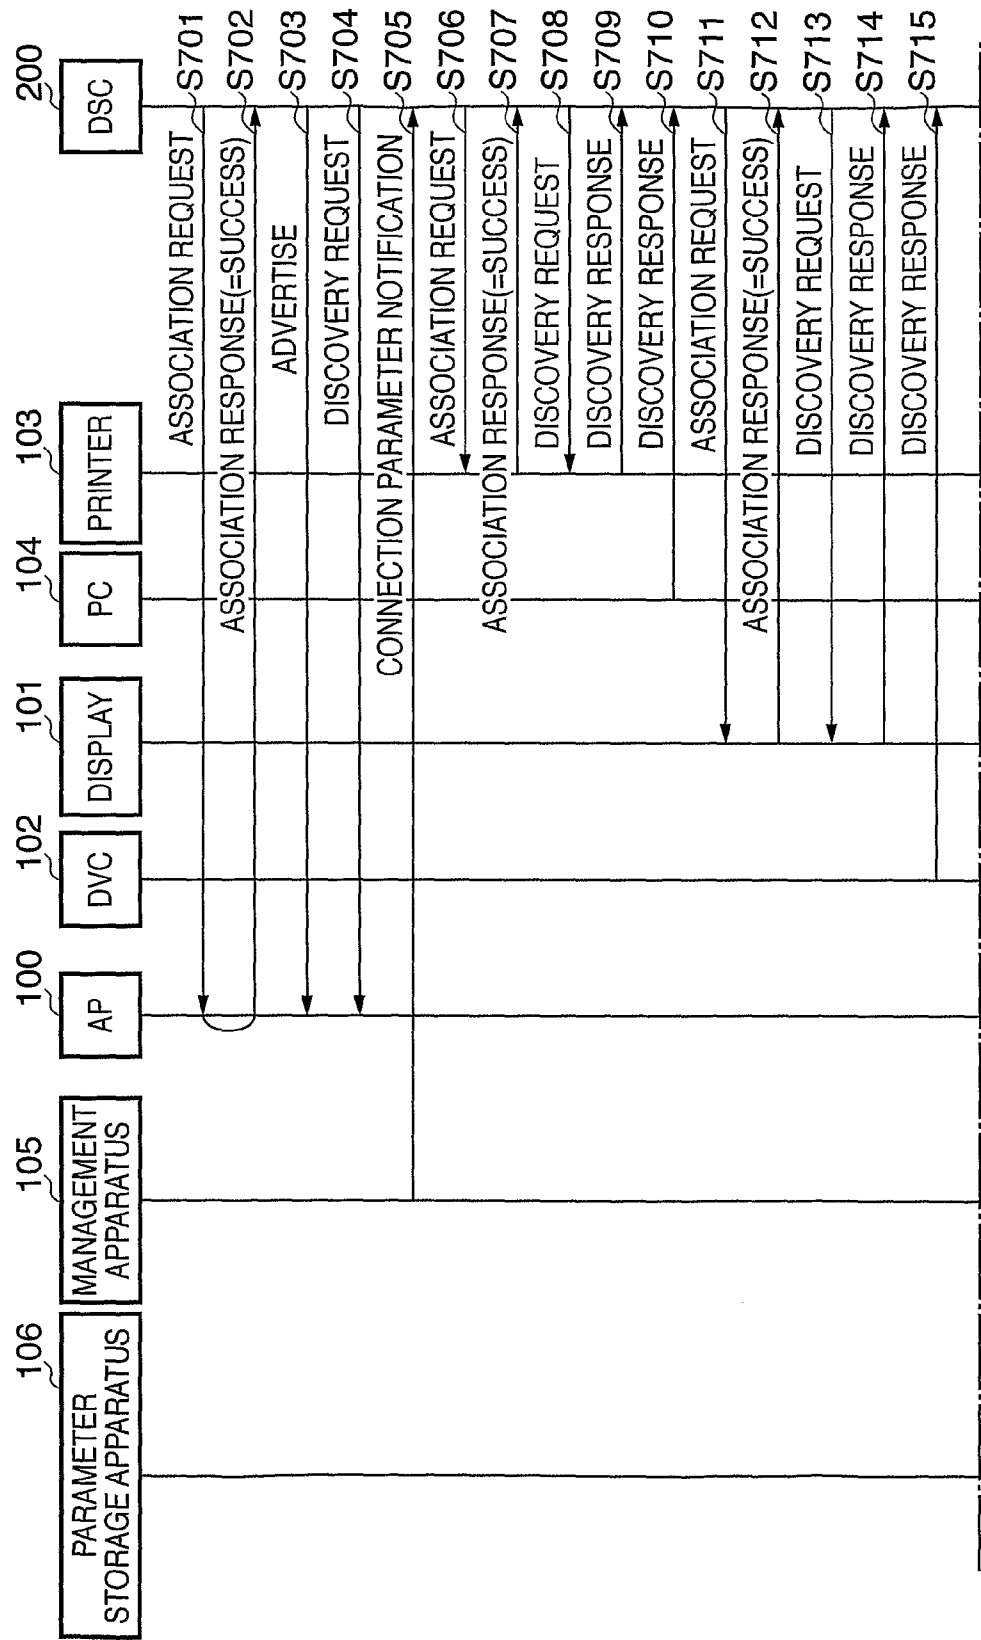 106
PARAMETER
STORAGE APPARATUS
105
MANAGEMENT
APPARATUS
100
AP
102
DVC
101
DISPLAY
104
PC
103
PRINTER
200
DSC
ASSOCIATION REQUEST
S701
ASSOCIATION RESPONSE(=SUCCESS)
S702
ADVERTISE
S703
DISCOVERY REQUEST
S704
CONNECTION PARAMETER NOTIFICATION
S705
ASSOCIATION REQUEST
S706
ASSOCIATION RESPONSE(=SUCCESS)
S707
DISCOVERY REQUEST
S708
DISCOVERY RESPONSE
S709
DISCOVERY RESPONSE
S710
ASSOCIATION REQUEST
S711
ASSOCIATION RESPONSE(=SUCCESS)
S712
DISCOVERY REQUEST
S713
DISCOVERY RESPONSE
S714
DISCOVERY RESPONSE
S715